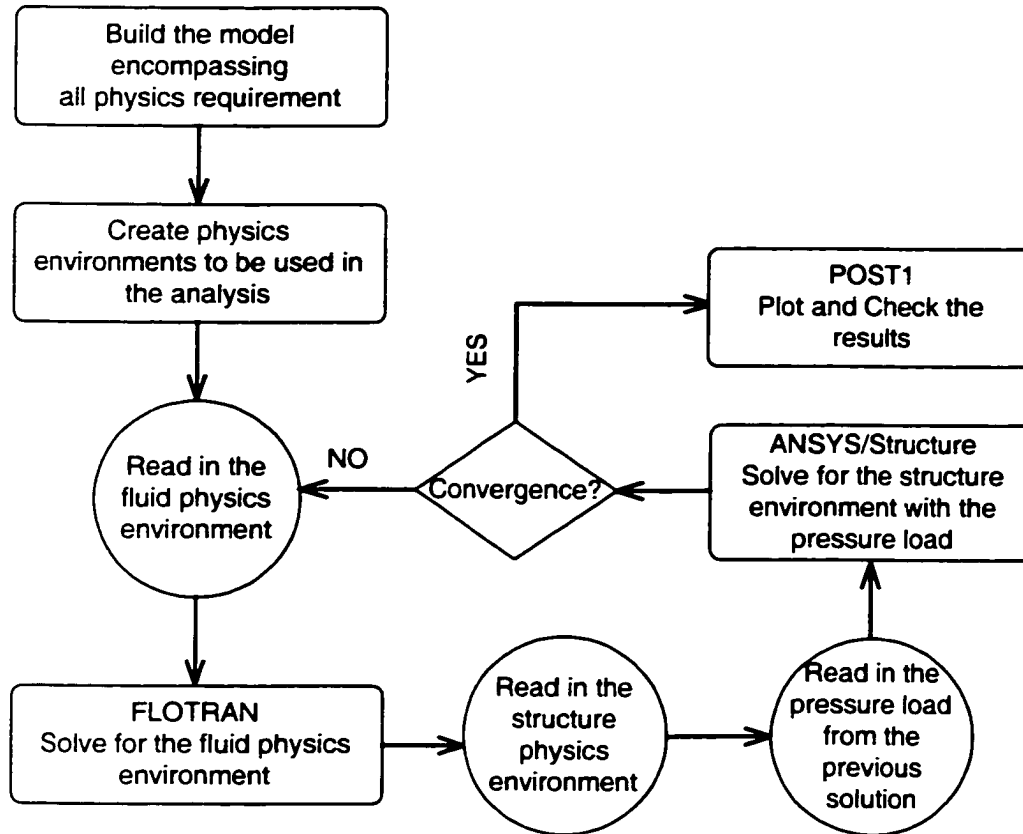 Build the model
encompassing
all physics requirement
Create physics
environments to be used in
the analysis
POST1
Plot and Check the
results
YES
NO
Convergence?
ANSYS/Structure
Solve for the structure
environment with the
pressure load
Read in the
fluid physics
environment
FLOTRAN
Solve for the fluid physics
environment
Read in the
structure
physics
environment
Read in the
pressure load
from the
previous
solution